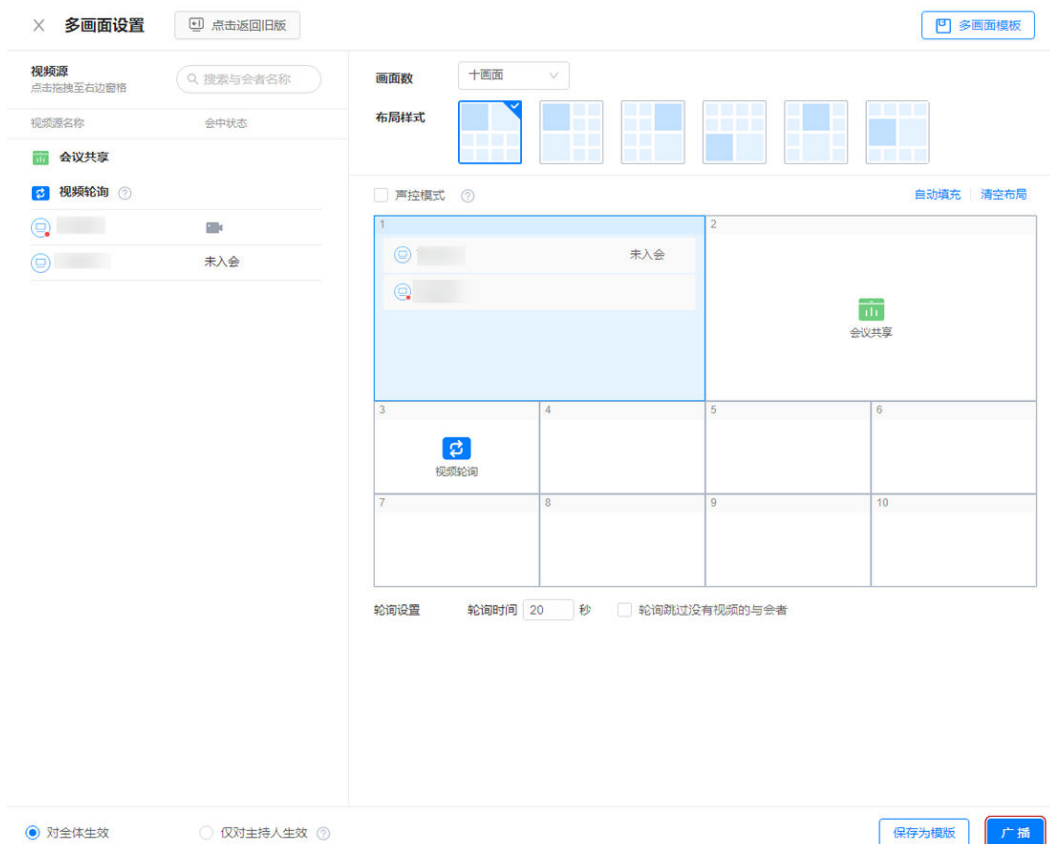 多画面设置
点击返回旧版
多画面模板
视频源
点击拖拽至右边窗格
搜索与会者名称
视频源名称
会中状态
会议共享
视频轮询
未入会
画面数
十画面
布局样式
声控模式
自动填充
清空布局
1
未入会
2
会议共享
3
视频轮询
4
5
6
7
8
9
10
轮询设置
轮询时间
20
秒
轮询跳过没有视频的与会者
对全体生效
仅对主持人生效
保存为模版
广播